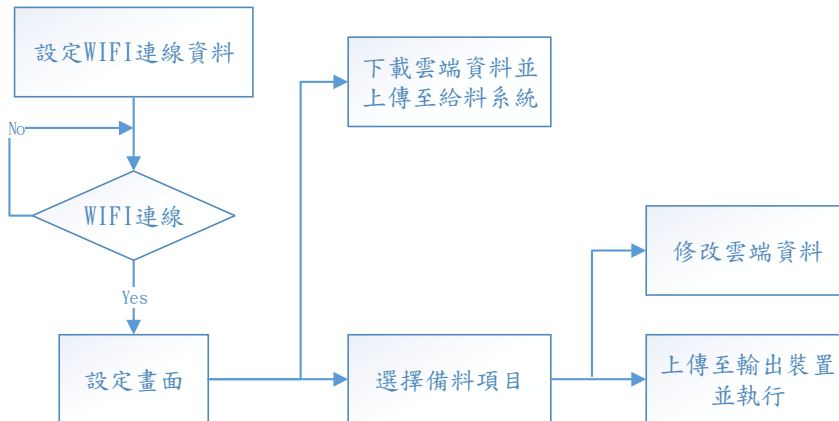 設定WIFI連線資料
下載雲端資料並
上傳至給料系統
No
WIFI連線
修改雲端資料
Yes
設定畫面
選擇備料項目
上傳至輸出裝置
並執行